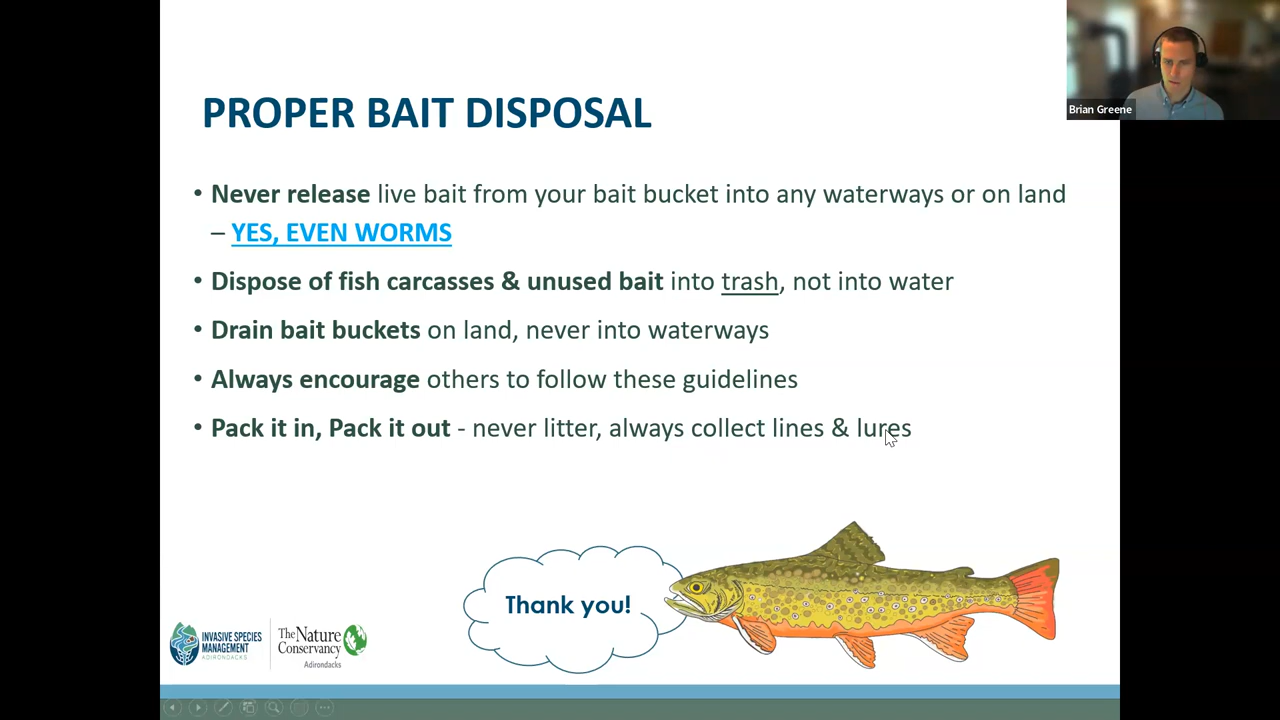 PROPER BAIT DISPOSAL
Brian Greene
• Never release live bait from your bait bucket into any waterways or on land
– YES, EVEN WORMS
• Dispose of fish carcasses & unused bait into trash, not into water
• Drain bait buckets on land, never into waterways
• Always encourage others to follow these guidelines
• Pack it in, Pack it out - never litter, always collect lines & lures
Thank you!
INVASIVE SPECIES
MANAGEMENT
ADIRONDACKS
The Nature
Conservancy
Adirondacks